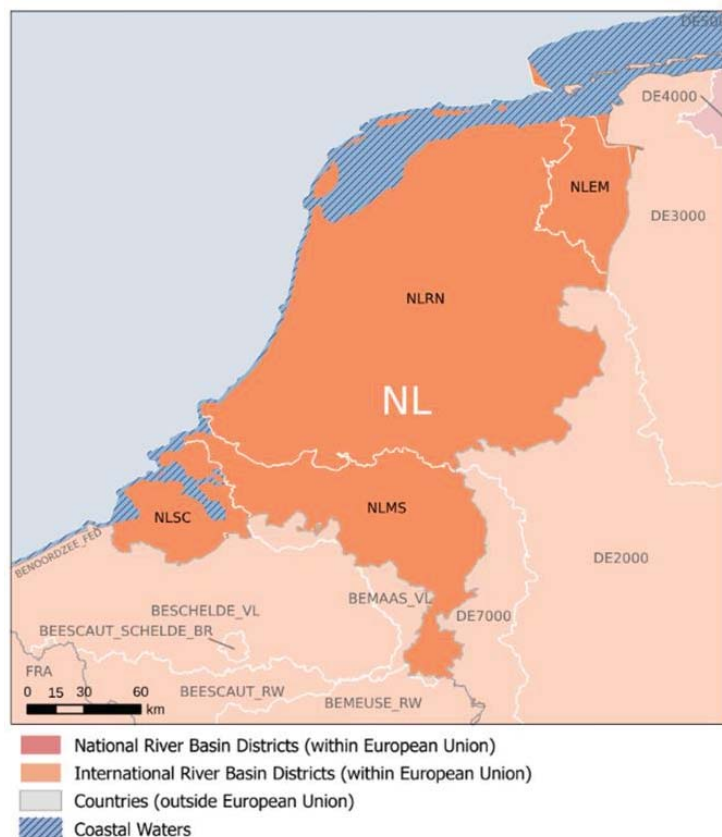 DE4000
NLEM
DE3000
NLRN
NL
NLSC
NLMS
BENOORDZEE_FED
DE2000
BESCHELDE_VL
BEMAAS_VL
DE7000
BEESCAUT_SCHELDE_BR
FRA
BEESCAUT_RW
BEMEUSE_RW
0 15 30 60
km
National River Basin Districts (within European Union)
International River Basin Districts (within European Union)
Countries (outside European Union)
Coastal Waters